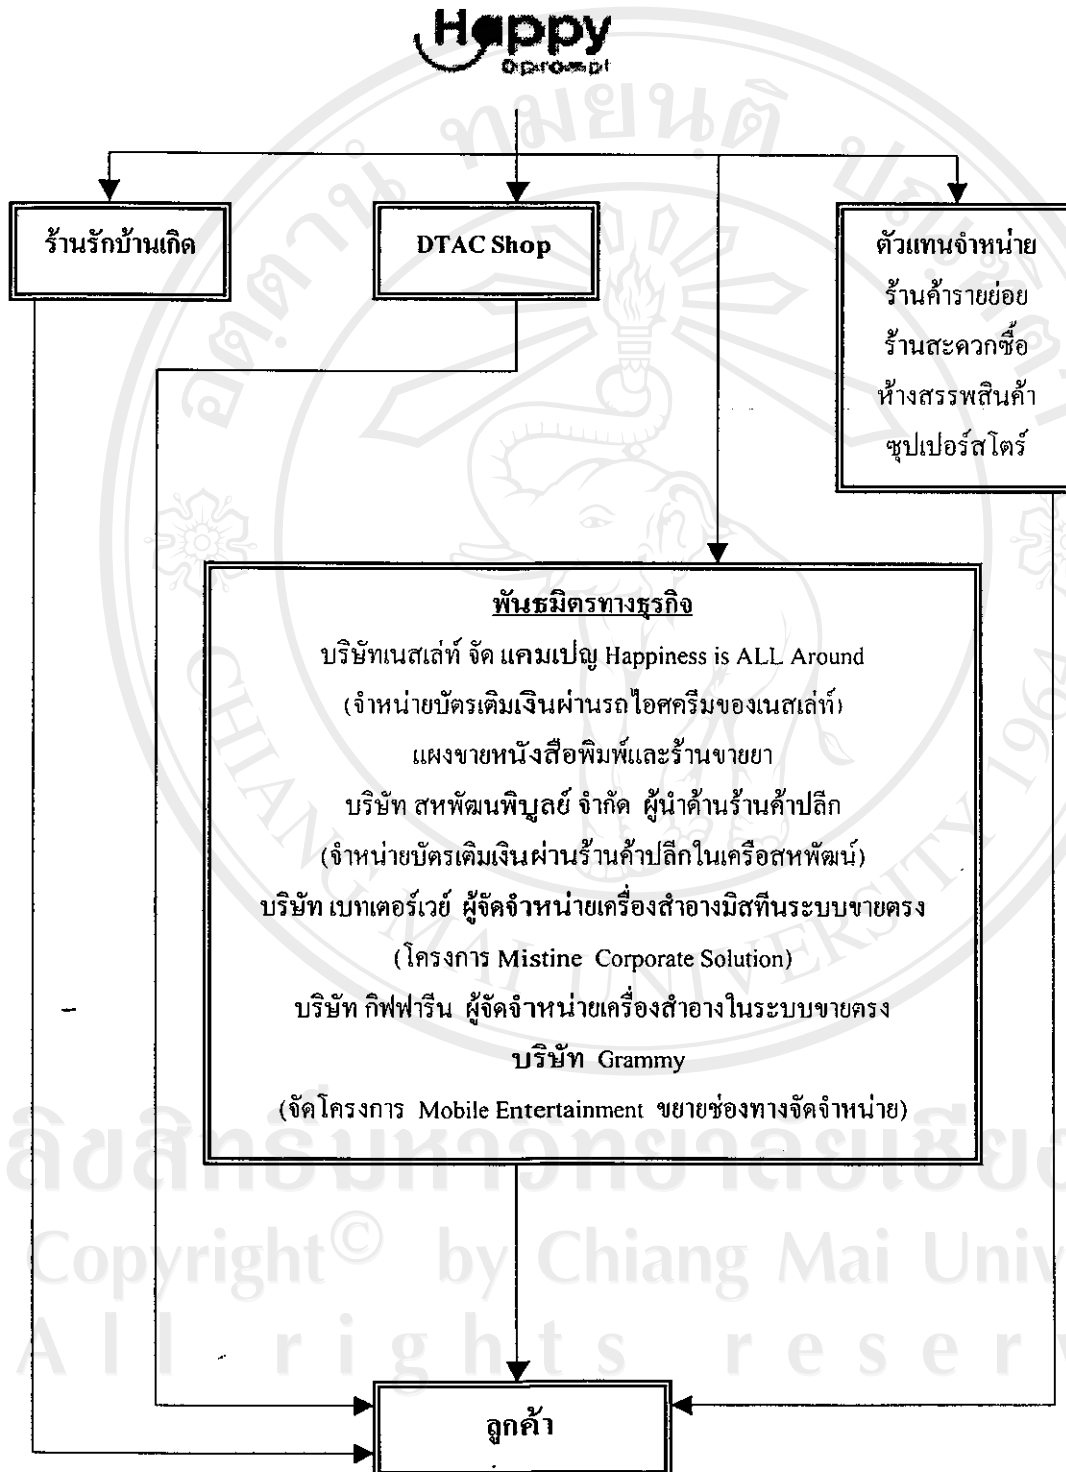 Happy
dprompt
ร้านรักบ้านเกิด
DTAC Shop
ตัวแทนจำหน่าย
ร้านค้ารายย่อย
ร้านสะดวกซื้อ
ห้างสรรพสินค้า
ซุปเปอร์สโตร์
พันธมิตรทางธุรกิจ
บริษัทเนสเล่ท์ จัด แคมเปญ Happiness is ALL Around
(จำหน่ายบัตรเติมเงินผ่านรถไอศครีมของเนสเล่ท์)
แผงขายหนังสือพิมพ์และร้านขายยา
บริษัท สหพัฒนพิบูลย์ จำกัด ผู้นำด้านร้านค้าปลีก
(จำหน่ายบัตรเติมเงินผ่านร้านค้าปลีกในเครือสหพัฒน์)
บริษัท เบทเตอร์เวย์ ผู้จัดจำหน่ายเครื่องสำอางมิสทีนระบบขายตรง
(โครงการ Mistine Corporate Solution)
บริษัท กิฟฟารีน ผู้จัดจำหน่ายเครื่องสำอางในระบบขายตรง
บริษัท Grammy
(จัดโครงการ Mobile Entertainment ขยายช่องทางจัดจำหน่าย)
ลูกค้า
CHIANG MAI UNIVERSITY 1964
ลิขสิทธิ์มหาวิทยาลัยเชียง
Copyright© by Chiang Mai Univ
All rights reser